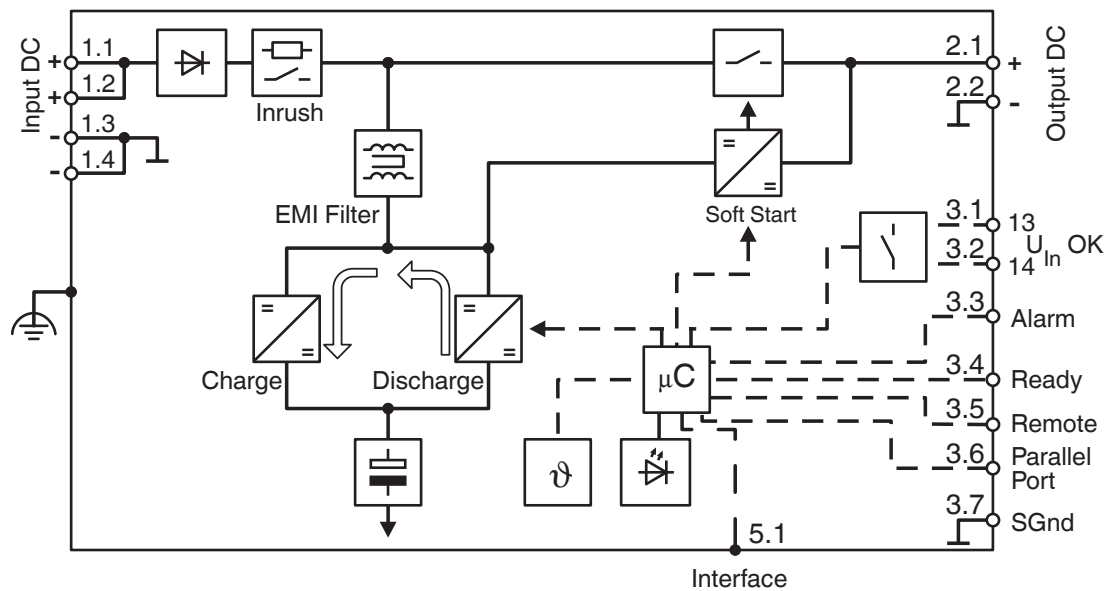 Input DC
+
1.1
+
1.2
-
1.3
-
1.4
Inrush
EMI Filter
Charge
Discharge
Soft Start
µC
ϑ
2.1
+
2.2
-
Output DC
3.1
13
3.2
14
U In OK
3.3
Alarm
3.4
Ready
3.5
Remote
3.6
Parallel
Port
3.7
SGnd
5.1
Interface